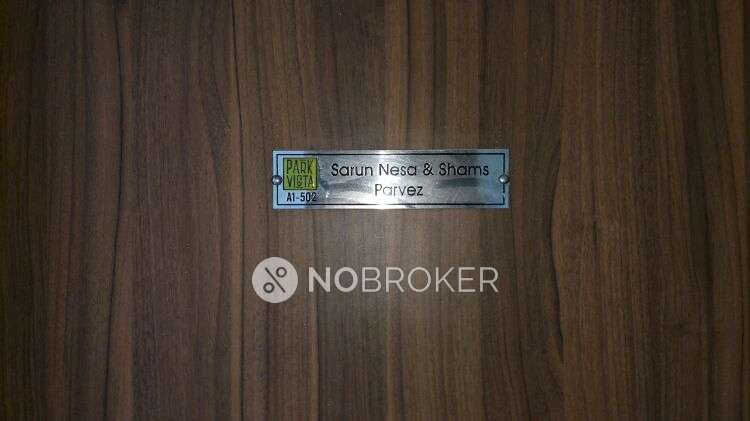 PARK
VISTA
A1-502
Sarun Nesa & Shams
Parvez
NOBROKER